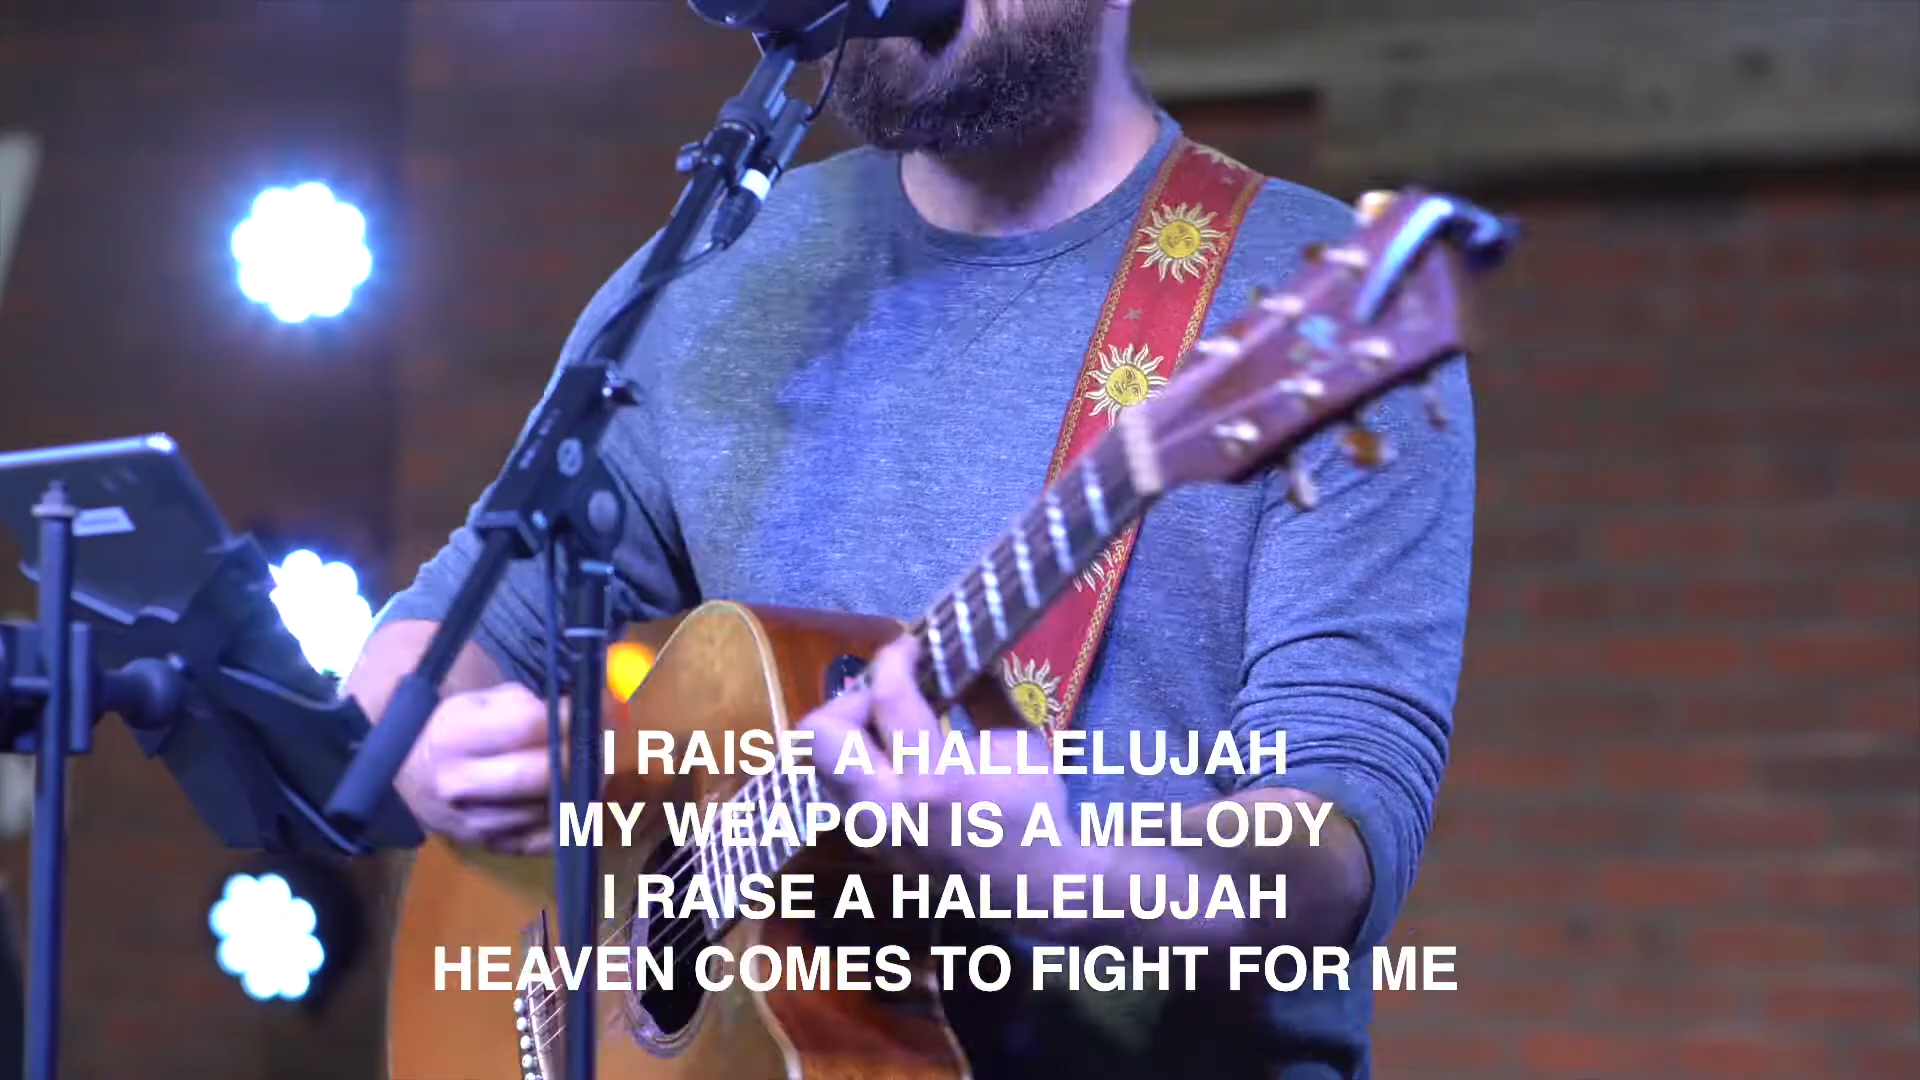 I RAISE A HALLELUJAH
MY WEAPON IS A MELODY
I RAISE A HALLELUJAH
HEAVEN COMES TO FIGHT FOR ME